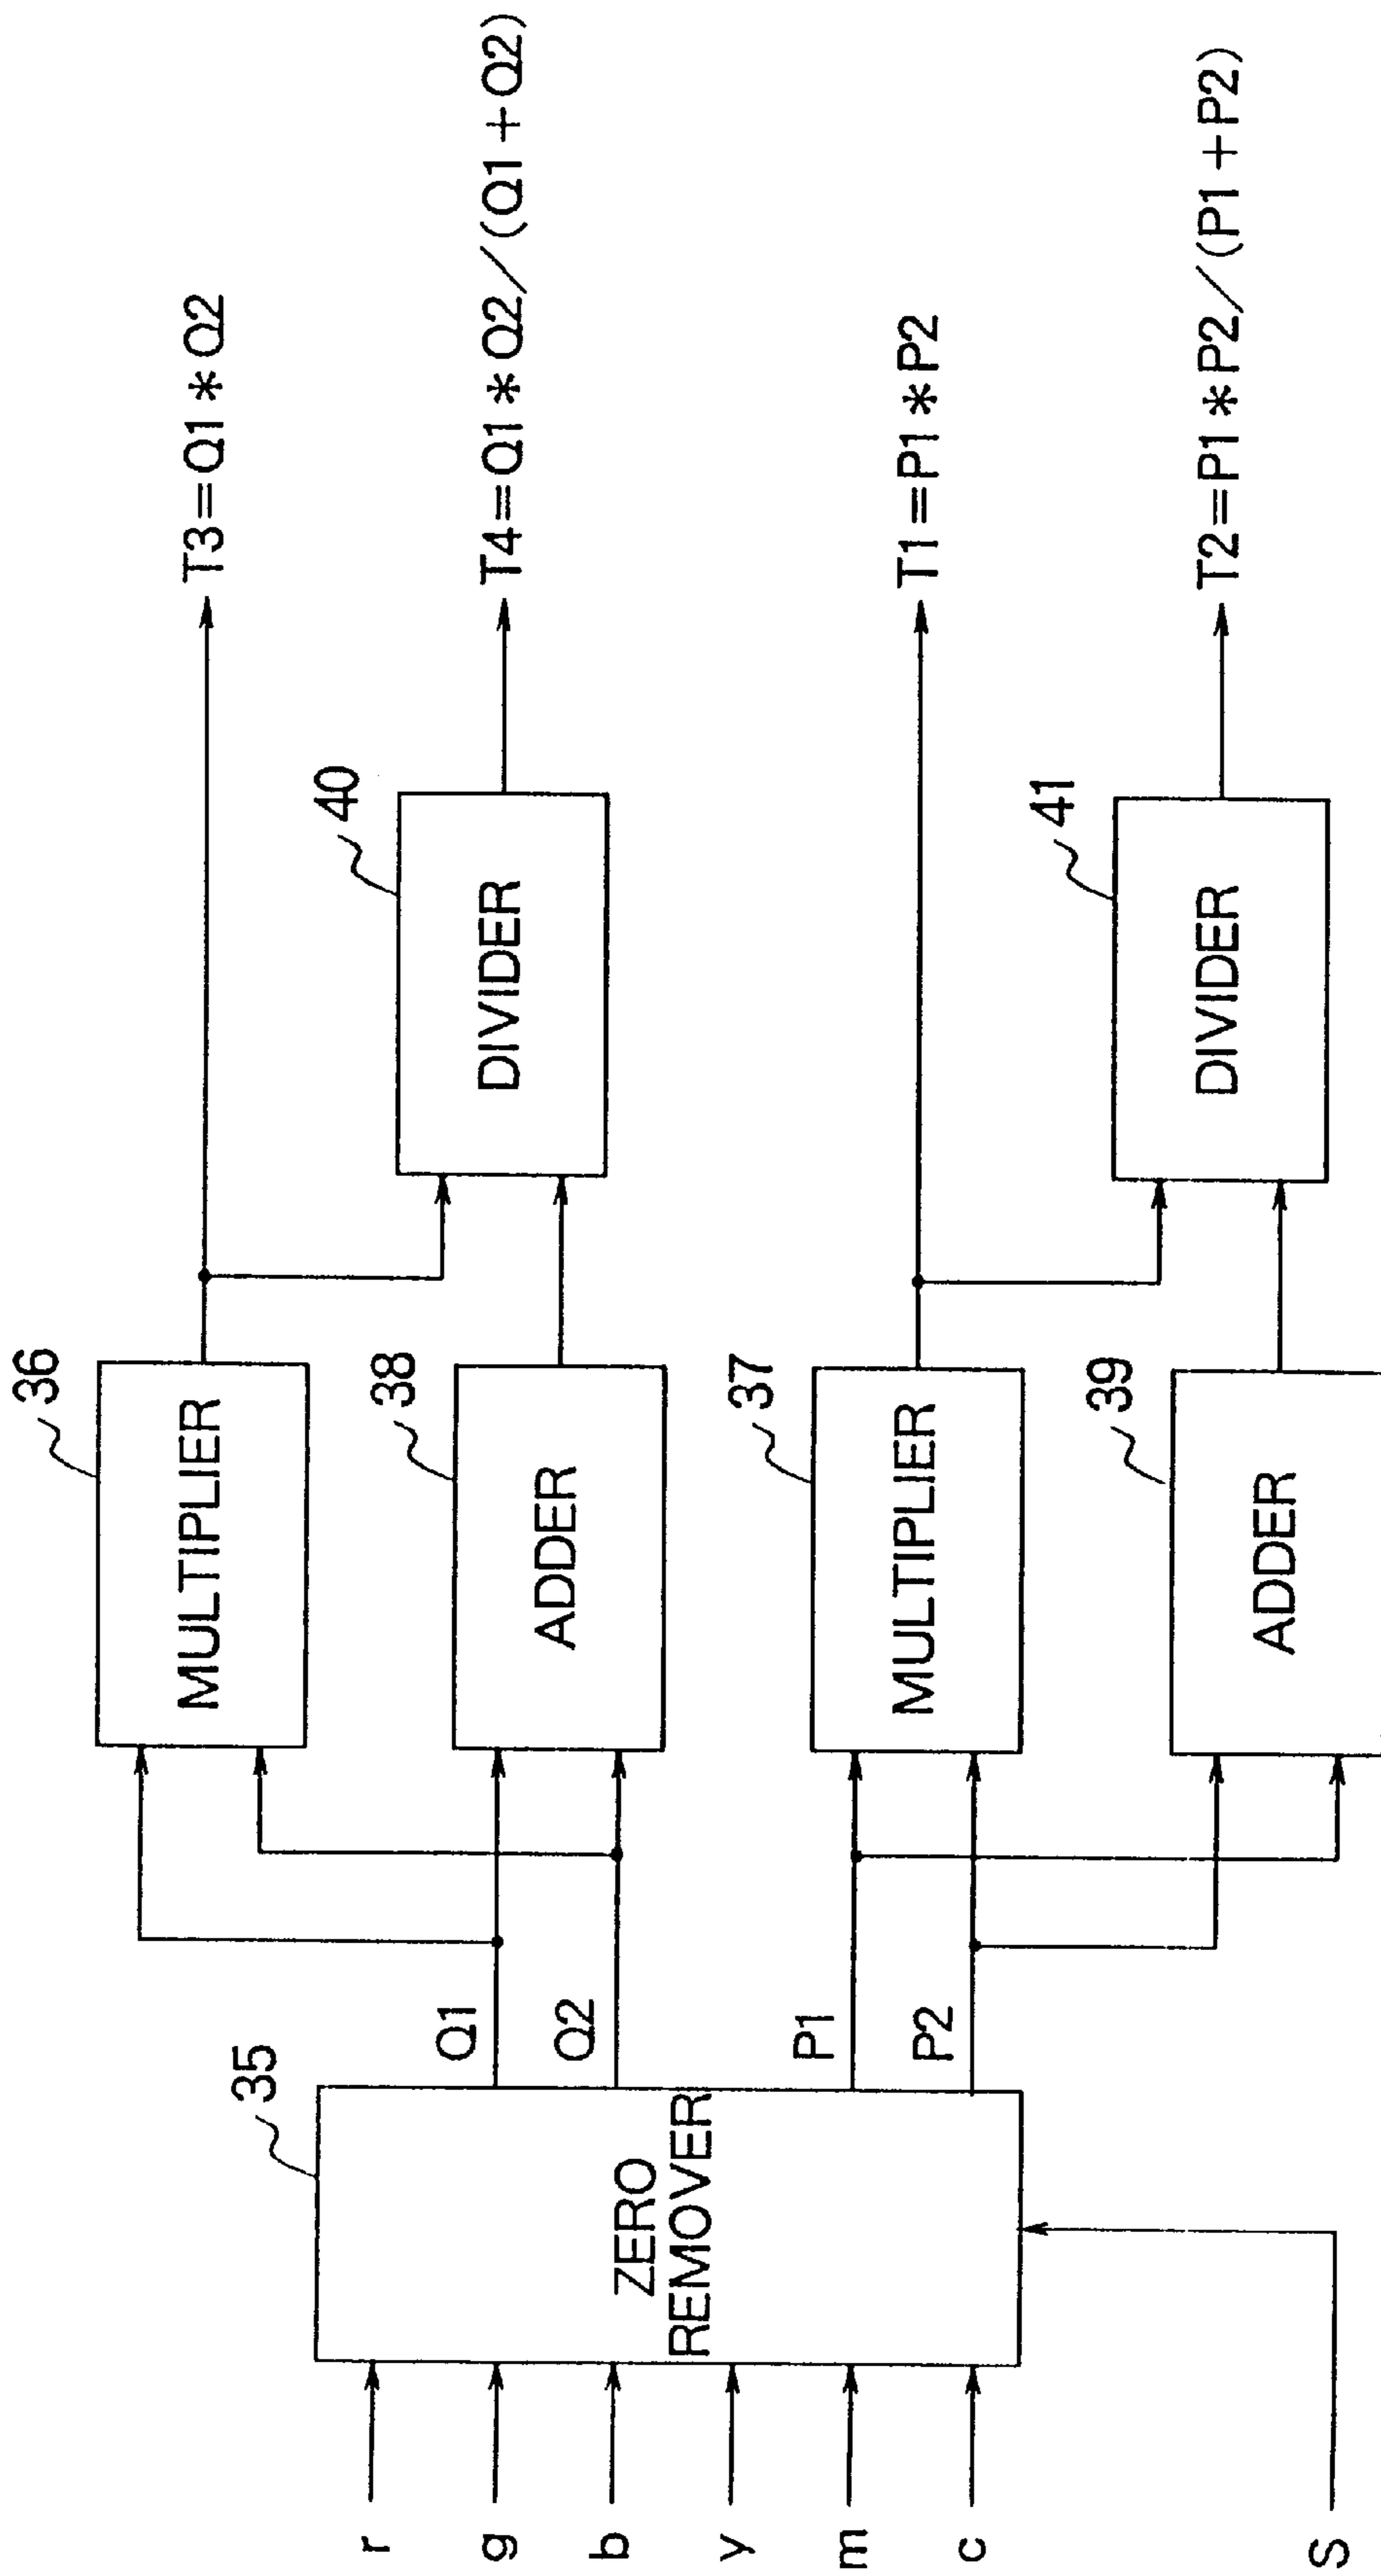 r
g
b
y
m
c
S
35
ZERO
REMOVER
Q1
Q2
P1
P2
36
MULTIPLIER
38
ADDER
37
MULTIPLIER
39
ADDER
40
DIVIDER
41
DIVIDER
T3=Q1*Q2
T4=Q1*Q2/(Q1+Q2)
T1=P1*P2
T2=P1*P2/(P1+P2)